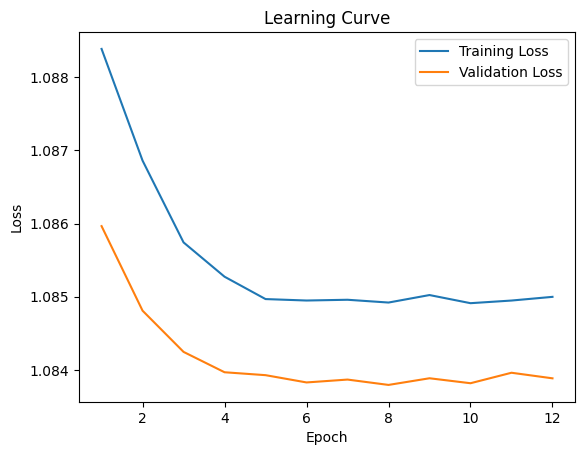 Learning Curve
Training Loss
Validation Loss
1.088
1.087
1.086
1.085
1.084
Loss
2 4 6 8 10 12
Epoch